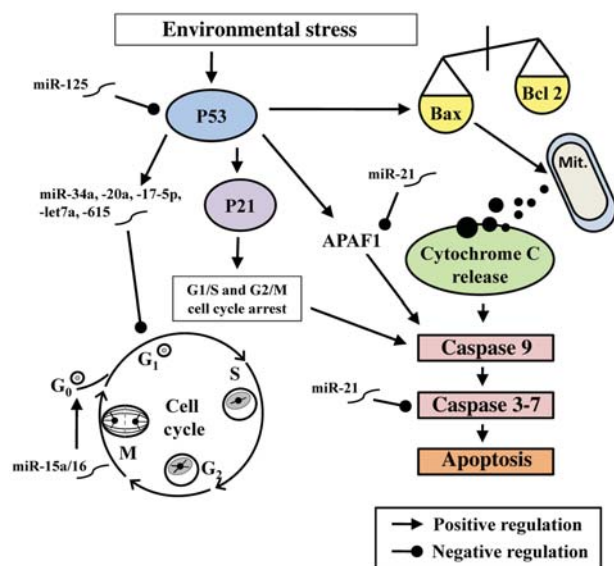 Environmental stress
miR-125
P53
Bax
Bcl 2
Mit.
miR-34a, -20a, -17-5p,
-let7a, -615
P21
miR-21
APAF1
Cytochrome C
release
G1/S and G2/M
cell cycle arrest
Caspase 9
G1
G0
S
Cell
cycle
M
G2
miR-15a/16
miR-21
Caspase 3-7
Apoptosis
Positive regulation
Negative regulation